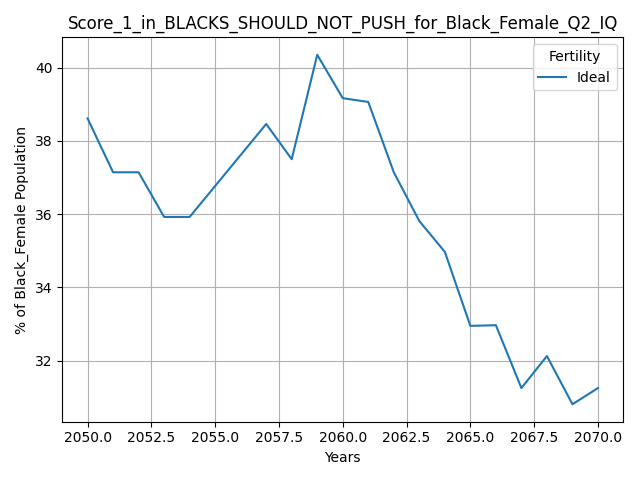 Score_1_in_BLACKS_SHOULD_NOT_PUSH_for_Black_Female_Q2_IQ
Fertility
Ideal
40
38
36
34
32
% of Black_Female Population
2050.0 2052.5 2055.0 2057.5 2060.0 2062.5 2065.0 2067.5 2070.0
Years